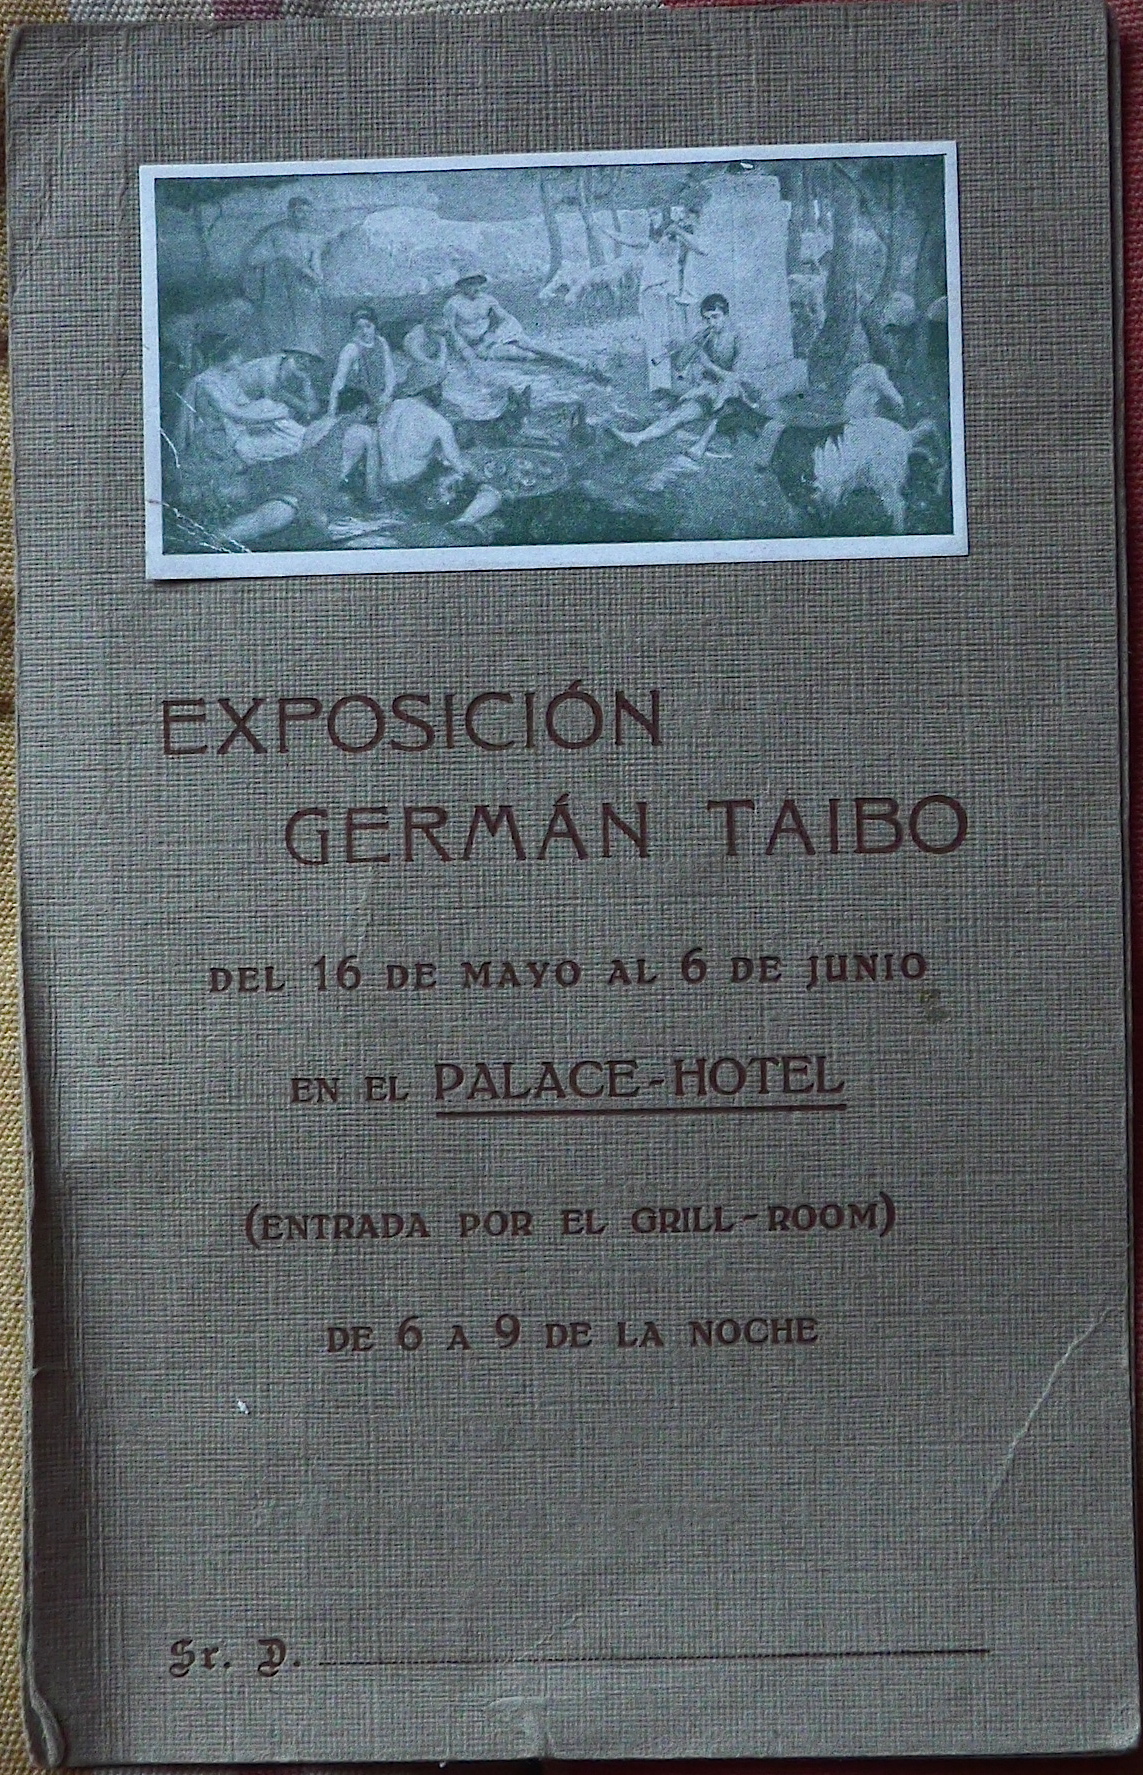 EXPOSICIÓN
GERMÁN TAIBO
DEL 16 DE MAYO AL 6 DE JUNIO
EN EL PALACE-HOTEL
(ENTRADA POR EL GRILL-ROOM)
DE 6 A 9 DE LA NOCHE
Sr. D.